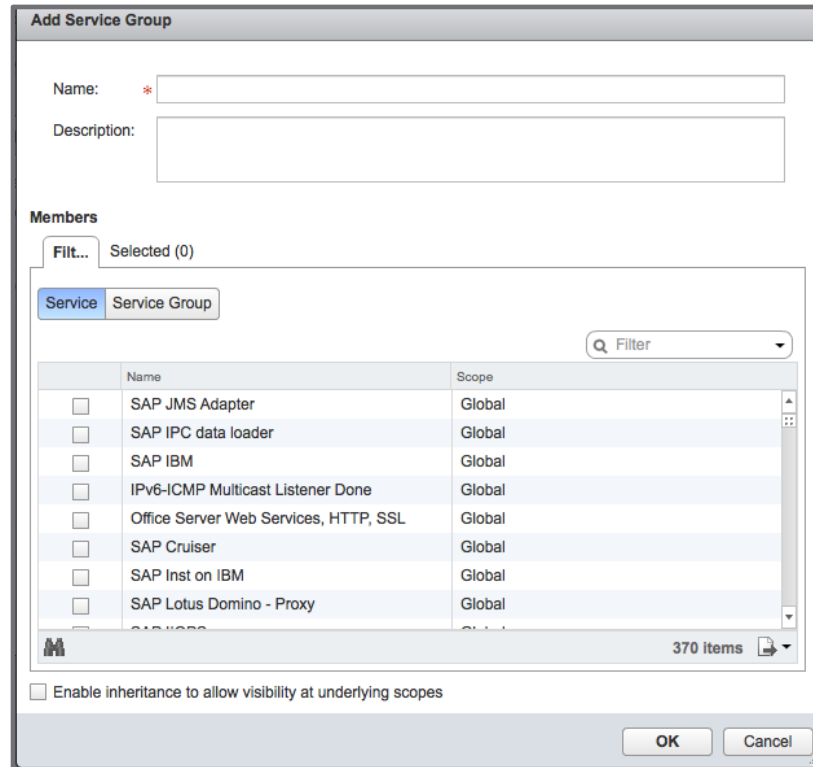 Add Service Group
Name: *
Description:
Members
Filt... Selected (0)
Service Service Group
Filter
Name Scope
SAP JMS Adapter Global
SAP IPC data loader Global
SAP IBM Global
IPv6-ICMP Multicast Listener Done Global
Office Server Web Services, HTTP, SSL Global
SAP Cruiser Global
SAP Inst on IBM Global
SAP Lotus Domino - Proxy Global
370 items
Enable inheritance to allow visibility at underlying scopes
OK Cancel